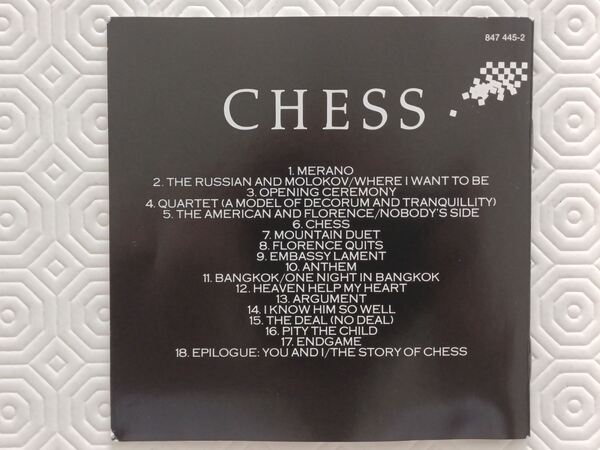 847 445-2
CHESS
1. MERANO
2. THE RUSSIAN AND MOLOKOV/WHERE I WANT TO BE
3. OPENING CEREMONY
4. QUARTET (A MODEL OF DECORUM AND TRANQUILLITY)
5. THE AMERICAN AND FLORENCE/NOBODY'S SIDE
6. CHESS
7. MOUNTAIN DUET
8. FLORENCE QUITS
9. EMBASSY LAMENT
10. ANTHEM
11. BANGKOK/ONE NIGHT IN BANGKOK
12. HEAVEN HELP MY HEART
13. ARGUMENT
14. I KNOW HIM SO WELL
15. THE DEAL (NO DEAL)
16. PITY THE CHILD
17. ENDGAME
18. EPILOGUE: YOU AND I/THE STORY OF CHESS